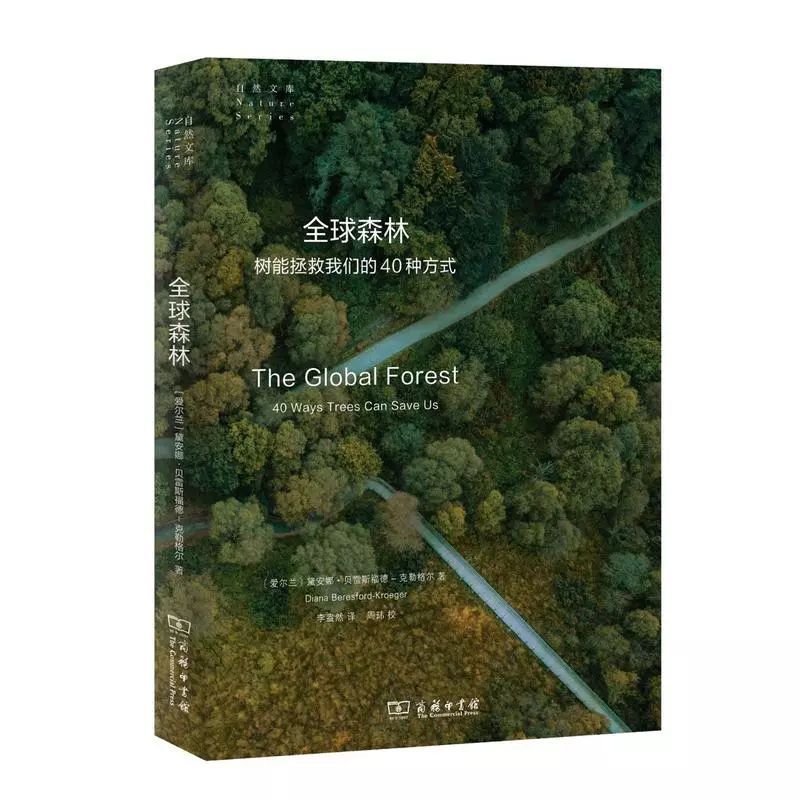 自然文库
Nature
Series
全球森林
树能拯救我们的40种方式
The Global Forest
40 Ways Trees Can Save Us
〔爱尔兰〕黛安娜·贝雷斯福德-克勒格尔 著
Diana Beresford-Kroeger
李盎然 译 周玮 校
商务印书馆
The Commercial Press
自然文库
Nature
Series
全球森林
〔爱尔兰〕黛安娜·贝雷斯福德-克勒格尔 著
商务印书馆
The Commercial Press